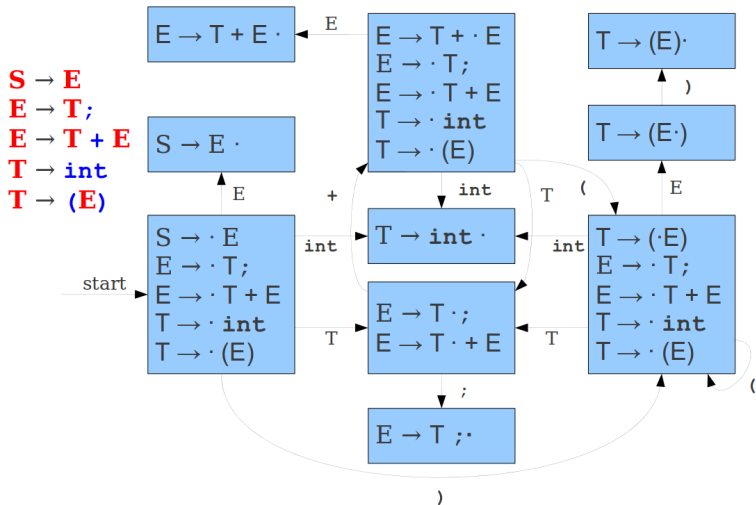 S → E
E → T;
E → T + E
T → int
T → (E)
E → T + E ·
E
E → T + · E
E → · T;
E → · T + E
T → · int
T → · (E)
T → (E)·
)
T → (E·)
E
S → E ·
E
+
int
T
(
T → int ·
int
int
start
S → · E
E → · T;
E → · T + E
T → · int
T → · (E)
T
E → T ·;
E → T · + E
T
T → (·E)
E → · T;
E → · T + E
T → · int
T → · (E)
(
;
E → T ;·
)